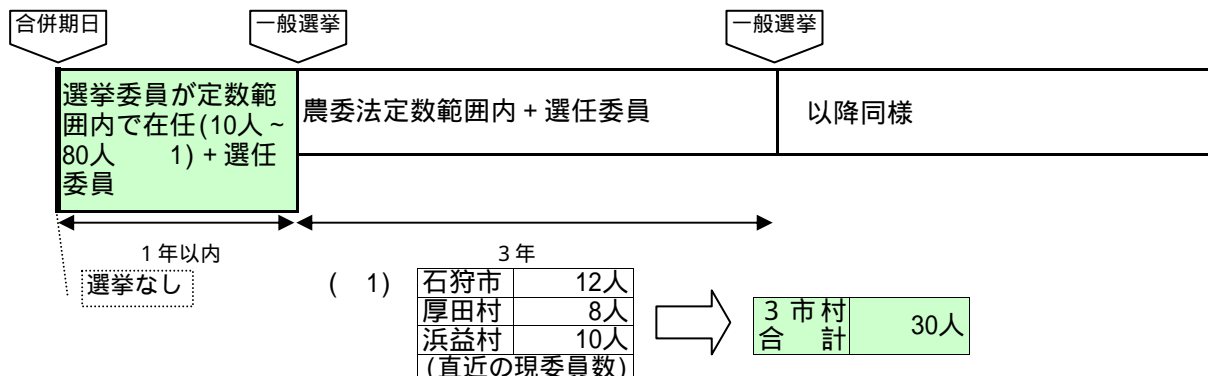 合併期日
一般選挙
一般選挙
選挙委員が定数範
囲内で在任(10人~
80人　　1)+選任
委員
農委法定数範囲内+選任委員
以降同様
1年以内
3年
選挙なし
(　1)
石狩市 12人
厚田村 8人
浜益村 10人
(直近の現委員数)
3市村
合　計
30人